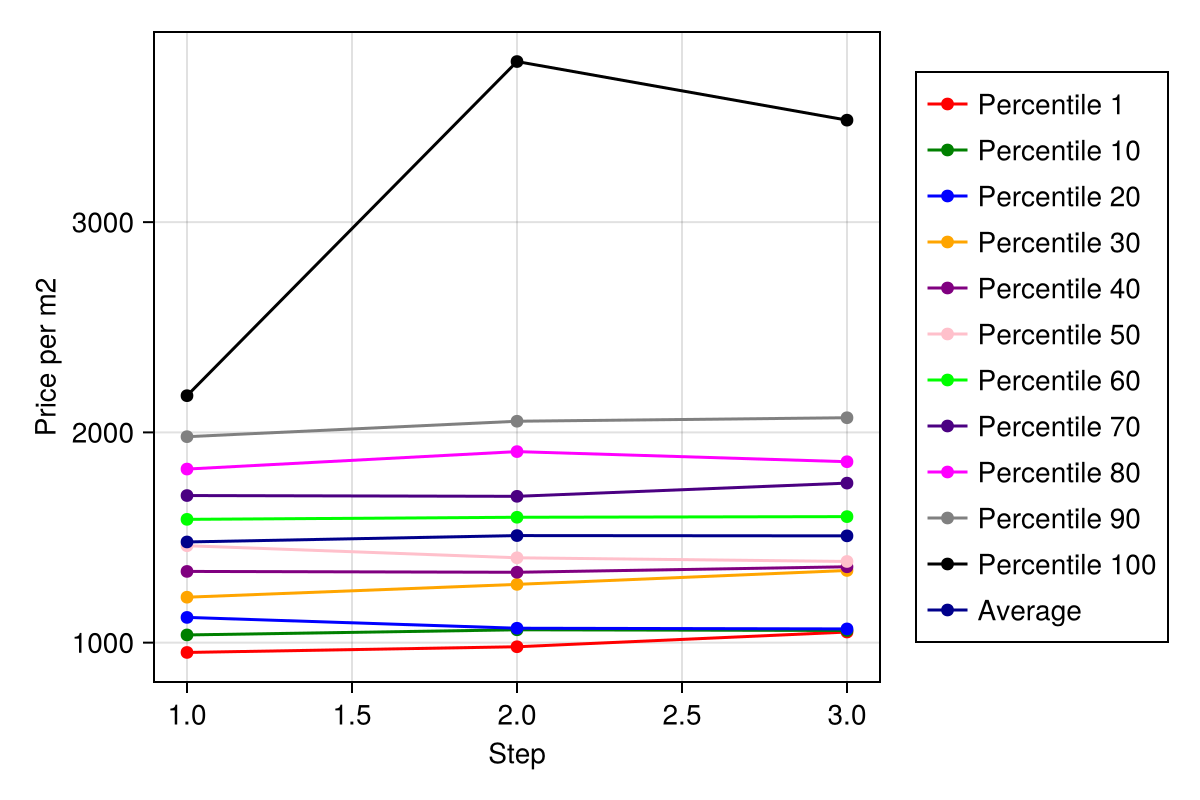 3000
2000
1000
Price per m2
1.0
1.5
2.0
2.5
3.0
Step
Percentile 1
Percentile 10
Percentile 20
Percentile 30
Percentile 40
Percentile 50
Percentile 60
Percentile 70
Percentile 80
Percentile 90
Percentile 100
Average